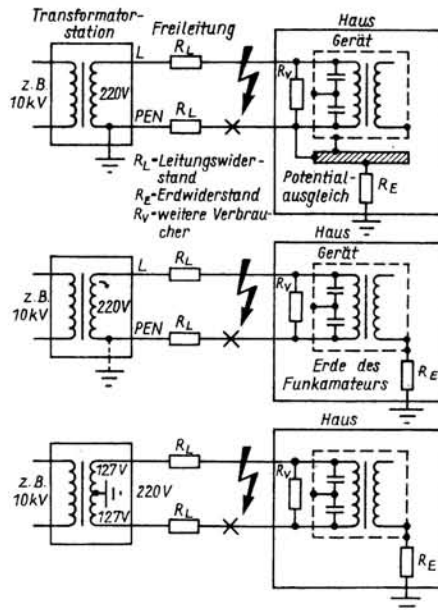 Transformator-
station
Freileitung
Haus
Gerät
L
R_L
z.B.
10kV
220V
R_V
PEN
R_L
R_L=Leitungswider-
stand
R_E=Erdwiderstand
R_V=weitere Verbrau-
cher
Potential-
ausgleich
R_E
Haus
Gerät
L
R_L
z.B.
10kV
220V
R_V
PEN
R_L
Erde des
Funkamateurs
R_E
Haus
R_L
z.B.
10kV
127V
220V
127V
R_V
R_L
R_E